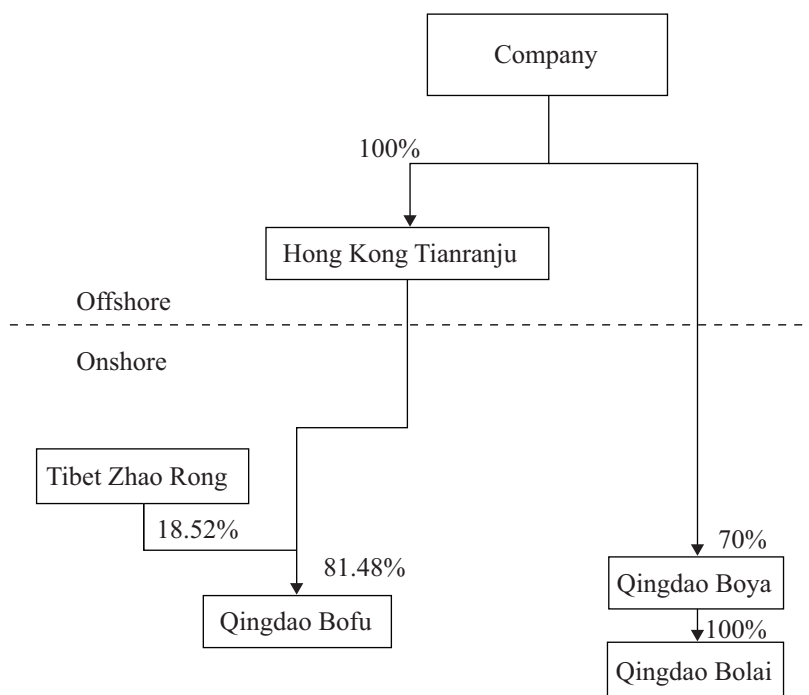 Company
100%
Hong Kong Tianranju
Offshore
Onshore
Tibet Zhao Rong
18.52%
81.48%
70%
Qingdao Bofu
Qingdao Boya
100%
Qingdao Bolai